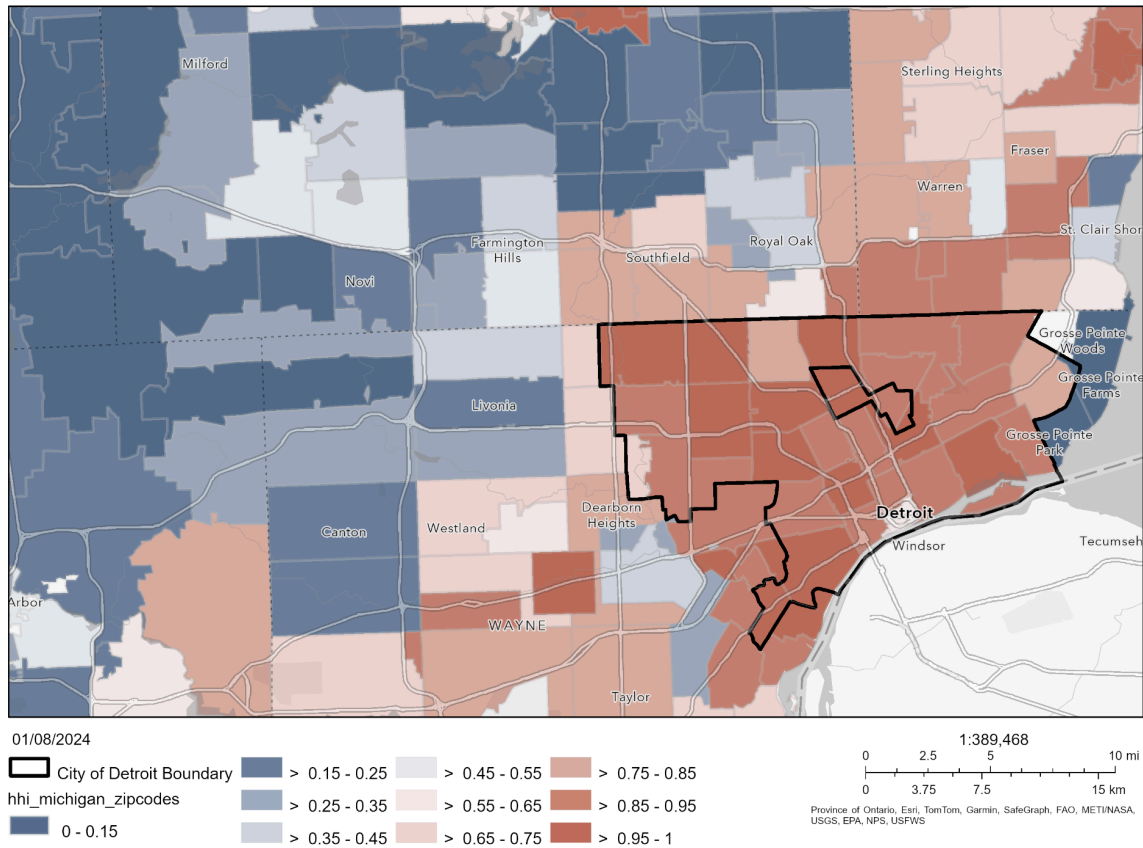 Milford
Sterling Heights
Fraser
Warren
St. Clair Shor
Royal Oak
Farmington
Hills
Southfield
Novi
Grosse Pointe
Woods
Grosse Pointe
Farms
Livonia
Grosse Pointe
Park
Dearborn
Heights
Westland
Canton
Detroit
Windsor
Tecumseh
Arbor
WAYNE
Taylor
01/08/2024
City of Detroit Boundary
hhi_michigan_zipcodes
0 - 0.15
> 0.15 - 0.25
> 0.25 - 0.35
> 0.35 - 0.45
> 0.45 - 0.55
> 0.55 - 0.65
> 0.65 - 0.75
> 0.75 - 0.85
> 0.85 - 0.95
> 0.95 - 1
1:389,468
0 2.5 5 10 mi
0 3.75 7.5 15 km
Province of Ontario, Esri, TomTom, Garmin, SafeGraph, FAO, METI/NASA,
USGS, EPA, NPS, USFWS